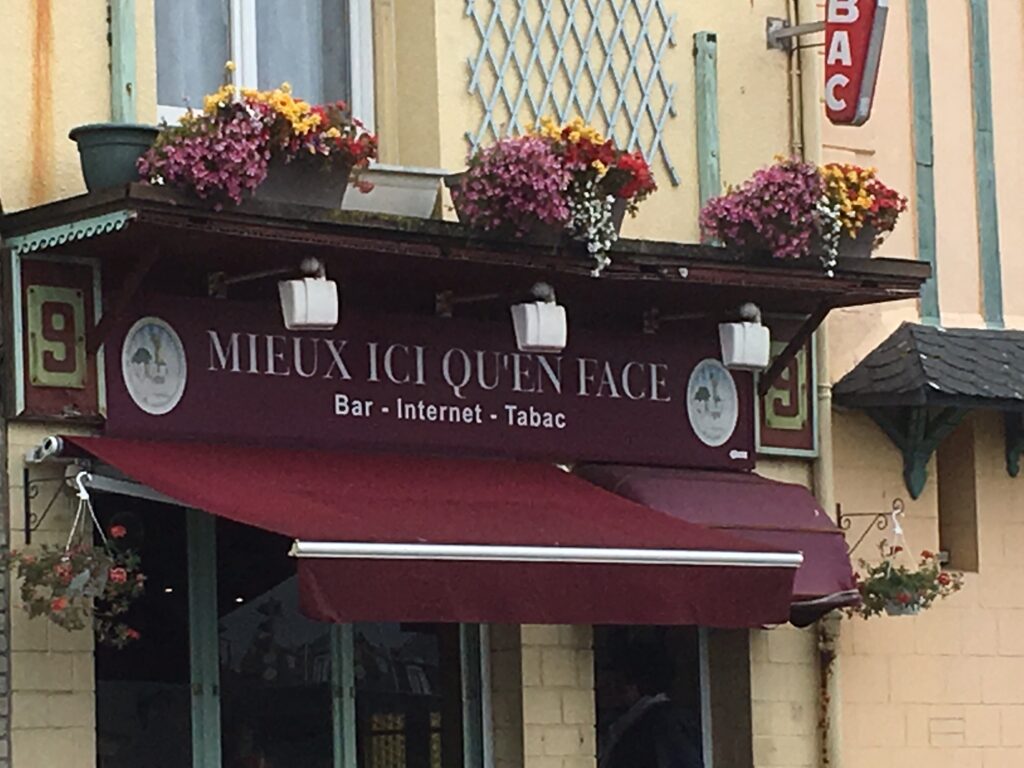 BAC
9
MIEUX ICI QU'EN FACE
Bar - Internet - Tabac
9